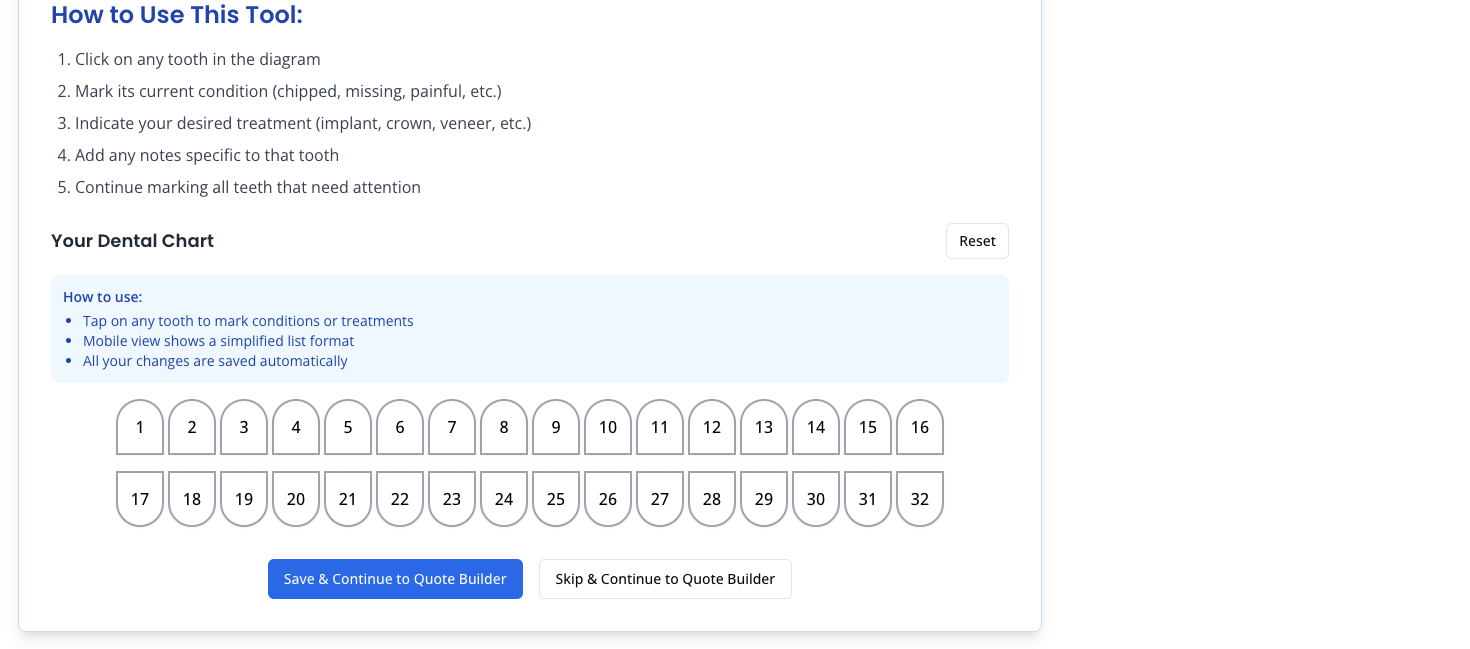 How to Use This Tool:
1. Click on any tooth in the diagram
2. Mark its current condition (chipped, missing, painful, etc.)
3. Indicate your desired treatment (implant, crown, veneer, etc.)
4. Add any notes specific to that tooth
5. Continue marking all teeth that need attention
Your Dental Chart
Reset
How to use:
• Tap on any tooth to mark conditions or treatments
• Mobile view shows a simplified list format
• All your changes are saved automatically
1 2 3 4 5 6 7 8 9 10 11 12 13 14 15 16
17 18 19 20 21 22 23 24 25 26 27 28 29 30 31 32
Save & Continue to Quote Builder
Skip & Continue to Quote Builder